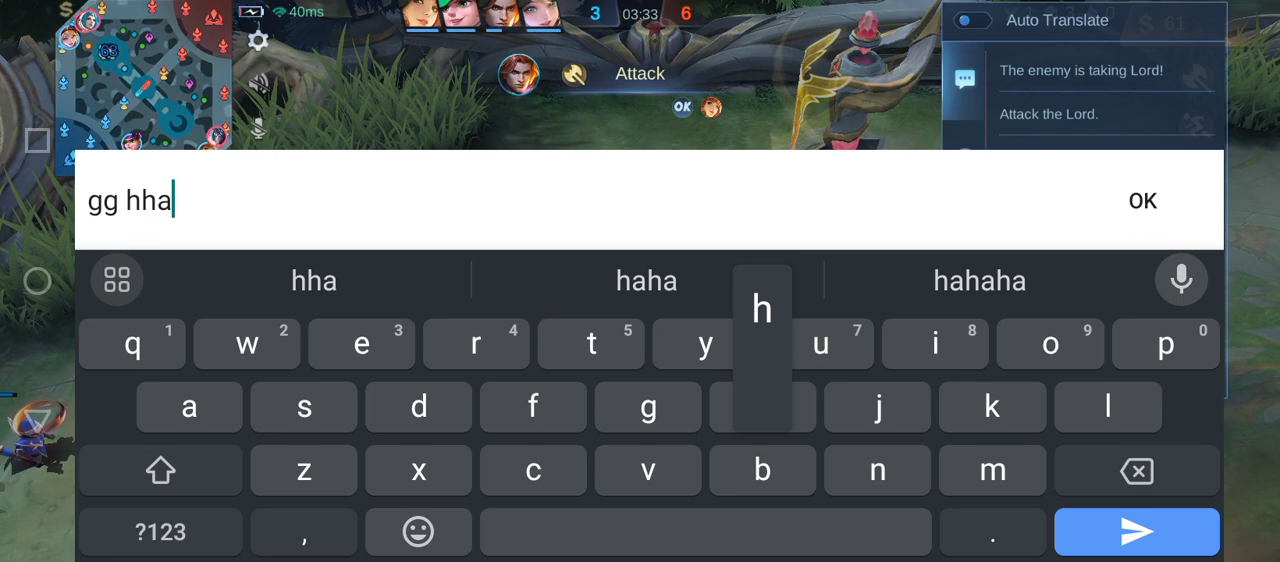 40ms
3 03:33 6
Auto Translate
$ 61
Attack
The enemy is taking Lord!
OK
Attack the Lord.
gg hha
OK
hha haha hahaha
h
q 1 w 2 e 3 r 4 t 5 y u 7 i 8 o 9 p 0
a s d f g j k l
z x c v b n m
?123 , .